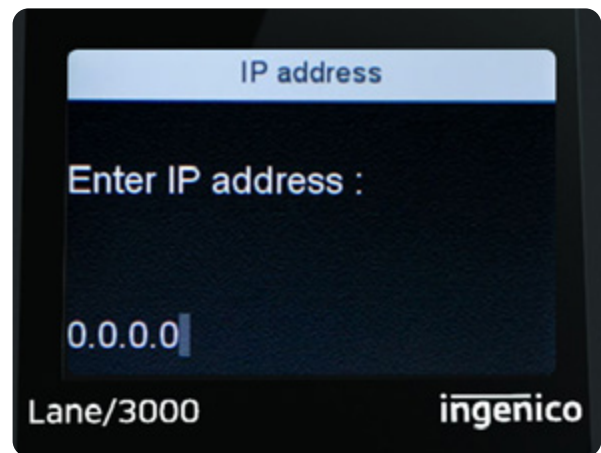 IP address
Enter IP address :
0.0.0.0
Lane/3000 ingenico